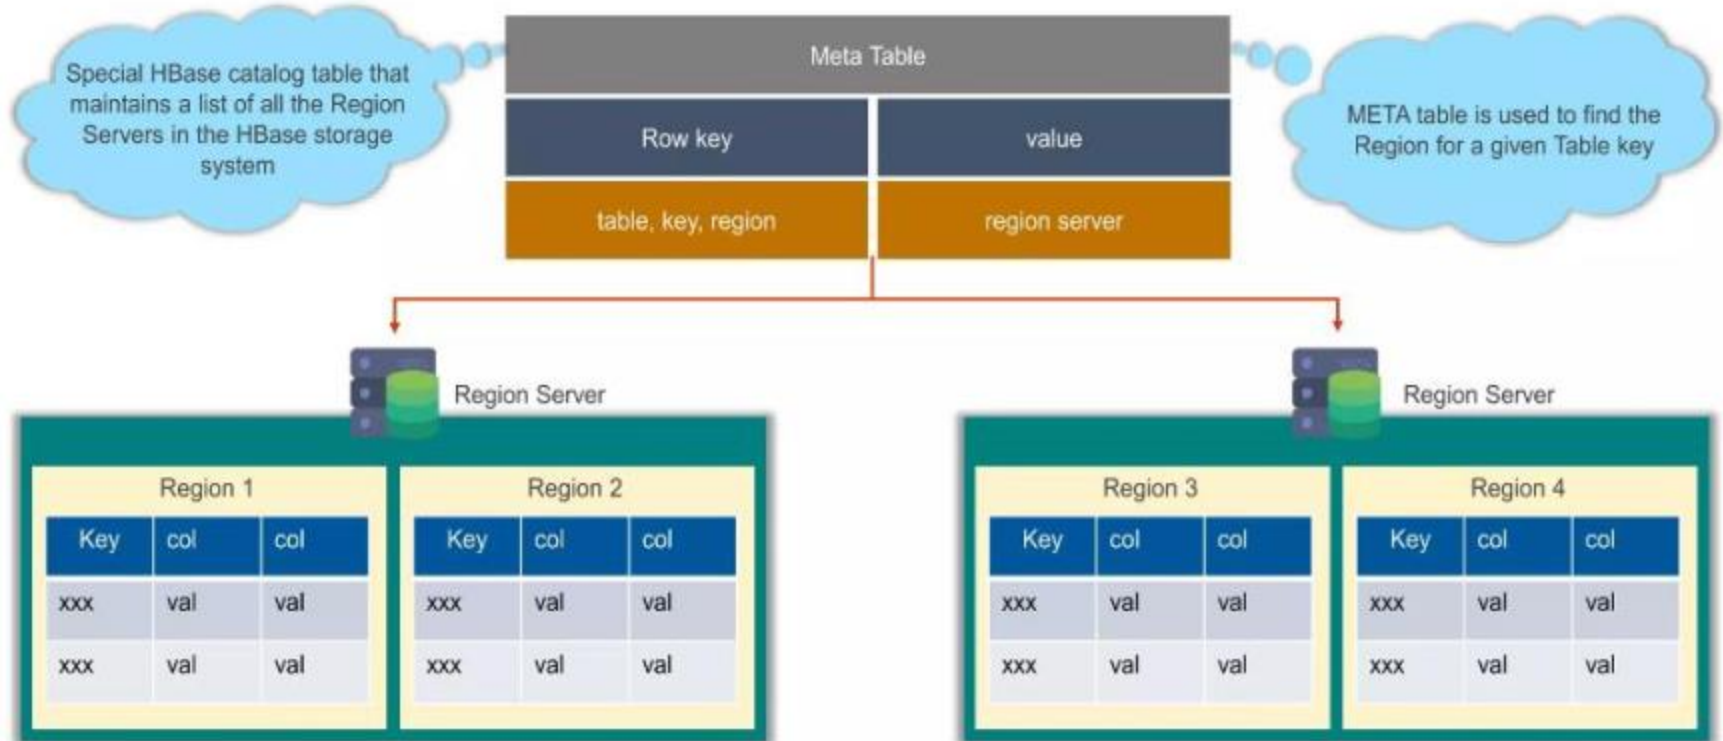 Special HBase catalog table that
maintains a list of all the Region
Servers in the HBase storage
system
Meta Table
Row key value
table, key, region region server
META table is used to find the
Region for a given Table key
Region Server
Region 1
Key col col
xxx val val
xxx val val
Region 2
Key col col
xxx val val
xxx val val
Region Server
Region 3
Key col col
xxx val val
xxx val val
Region 4
Key col col
xxx val val
xxx val val